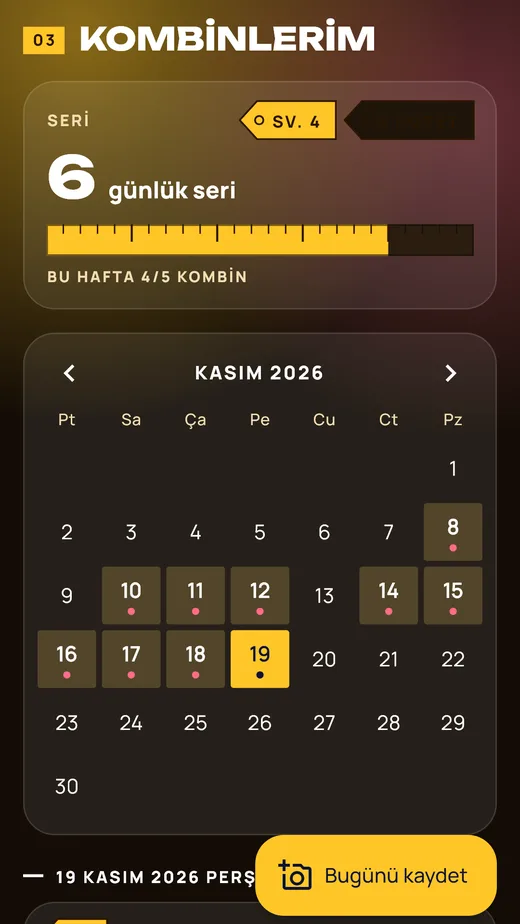 03 KOMBİNLERİM
SERİ
SV. 4
6 günlük seri
BU HAFTA 4/5 KOMBİN
KASIM 2026
Pt Sa Ça Pe Cu Ct Pz
1
2 3 4 5 6 7 8
9 10 11 12 13 14 15
16 17 18 19 20 21 22
23 24 25 26 27 28 29
30
19 KASIM 2026
Bugünü kaydet